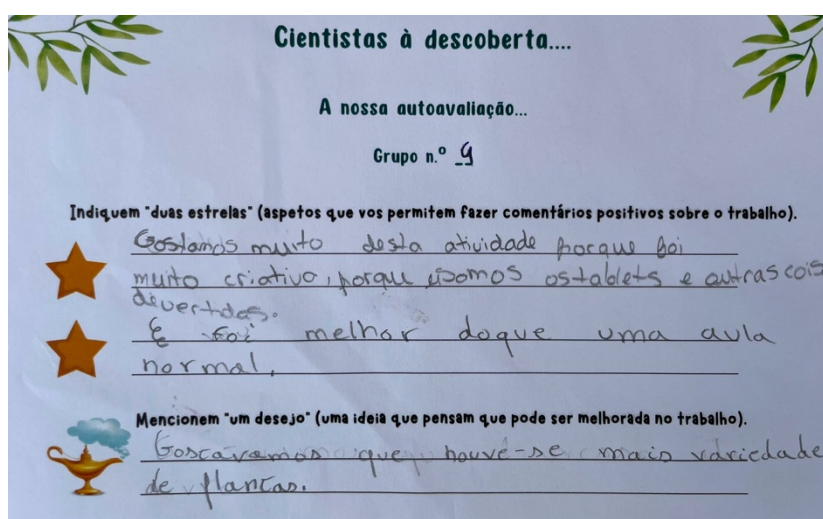 Cientistas à descoberta....
A nossa autoavaliação...
Grupo n.º 9
Indiquem "duas estrelas" (aspetos que vos permitem fazer comentários positivos sobre o trabalho).
Gostamos muito desta atividade porque foi
muito criativo, porque usomos ostablets e outras cois
divertidas.
E foi melhor doque uma aula
normal.
Mencionem "um desejo" (uma ideia que pensam que pode ser melhorada no trabalho).
Gostavamos que houve-se mais variedade
de plantas.